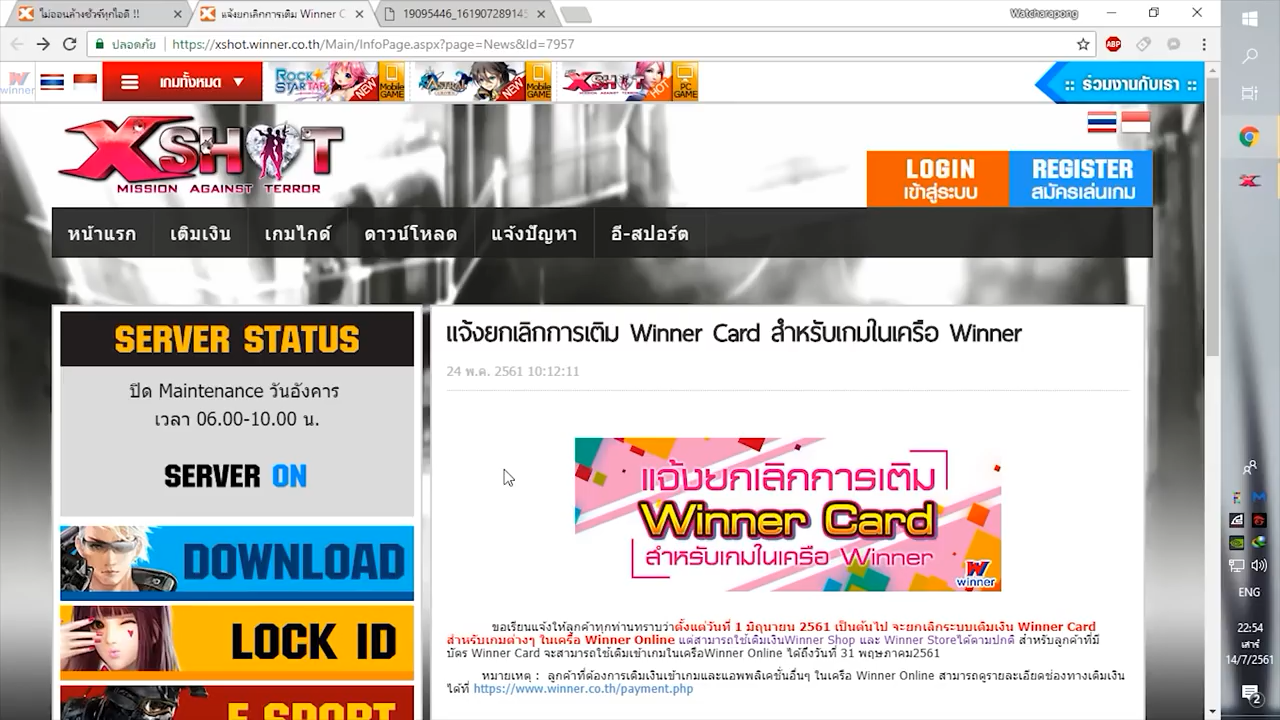 ไม่ออนล้างชัวร์ทุกไอดี !!
แจ้งยกเลิกการเติม Winner C
19095446_161907289145
Watcharapong
ปลอดภัย
https://xshot.winner.co.th/Main/InfoPage.aspx?page=News&Id=7957
ABP
winner
เกมทั้งหมด
ROCK STAR TAP
NEW
Mobile GAME
NEW
Mobile GAME
XSHOT
HOT
PC GAME
:: ร่วมงานกับเรา ::
XSHOT
MISSION AGAINST TERROR
LOGIN
เข้าสู่ระบบ
REGISTER
สมัครเล่นเกม
หน้าแรก
เติมเงิน
เกมไกด์
ดาวน์โหลด
แจ้งปัญหา
อี-สปอร์ต
SERVER STATUS
ปิด Maintenance วันอังคาร
เวลา 06.00-10.00 น.
SERVER ON
DOWNLOAD
LOCK ID
E-SPORT
แจ้งยกเลิกการเติม Winner Card สำหรับเกมในเครือ Winner
24 พ.ค. 2561 10:12:11
แจ้งยกเลิกการเติม
Winner Card
สำหรับเกมในเครือ Winner
winner
ขอเรียนแจ้งให้ลูกค้าทุกท่านทราบว่าตั้งแต่วันที่ 1 มิถุนายน 2561 เป็นต้นไป จะยกเลิกระบบเติมเงิน Winner Card
สำหรับเกมต่างๆ ในเครือ Winner Online แต่สามารถใช้เติมเงินWinner Shop และ Winner Storeได้ตามปกติ สำหรับลูกค้าที่มี
บัตร Winner Card จะสามารถใช้เติมเข้าเกมในเครือWinner Online ได้ถึงวันที่ 31 พฤษภาคม2561
หมายเหตุ : ลูกค้าที่ต้องการเติมเงินเข้าเกมและแอพพลิเคชั่นอื่นๆ ในเครือ Winner Online สามารถดูรายละเอียดช่องทางเติมเงิน
ได้ที่ https://www.winner.co.th/payment.php
ENG
22:54
เสาร์
14/7/2561
2